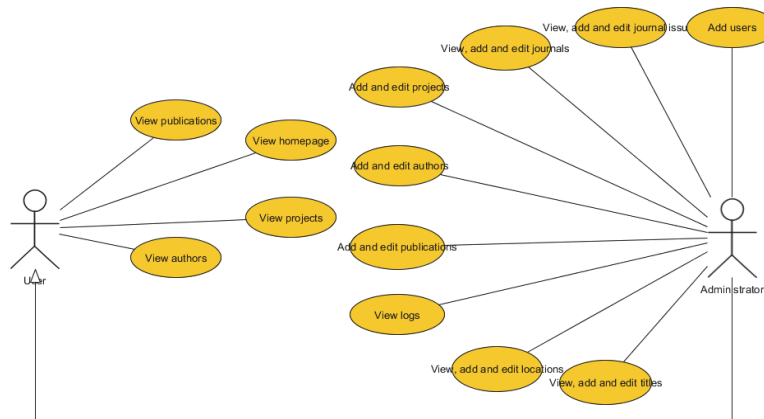 View, add and edit journal issu
Add users
View, add and edit journals
Add and edit projects
View publications
View homepage
Add and edit authors
View projects
Add and edit publications
View authors
User
Administrator
View logs
View, add and edit locations
View, add and edit titles